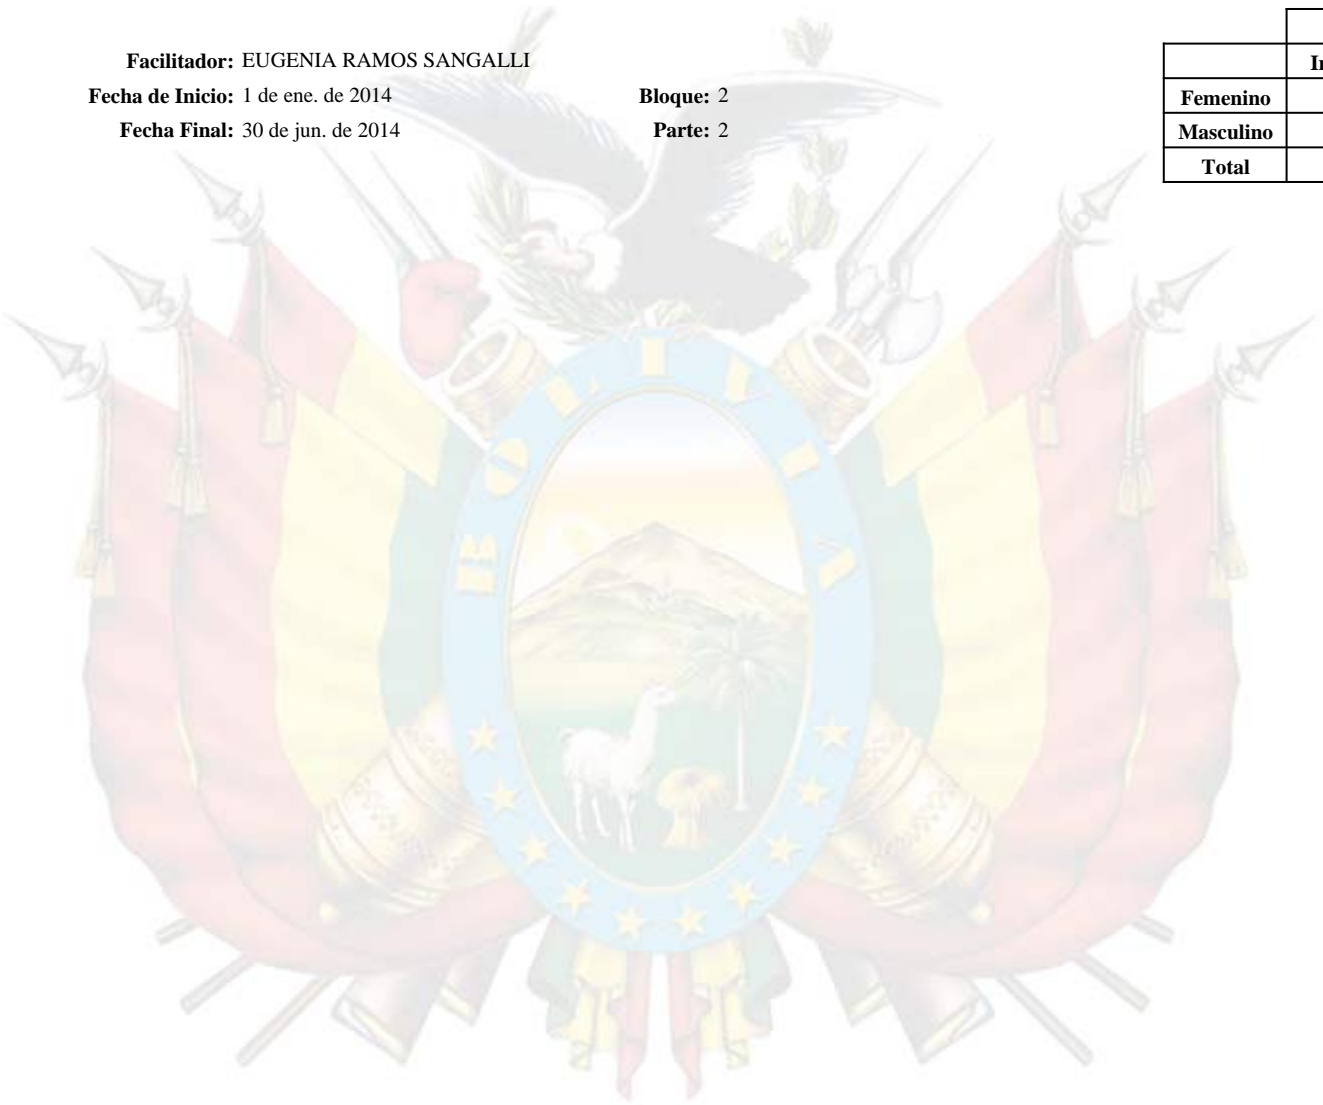 Facilitador: EUGENIA RAMOS SANGALLI
Fecha de Inicio: 1 de ene. de 2014 Bloque: 2
Fecha Final: 30 de jun. de 2014 Parte: 2
Femenino
Masculino
Total
BOLIVIA